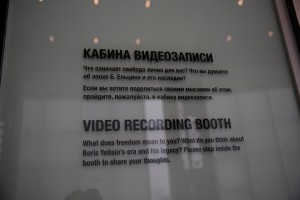 КАБИНА ВИДЕОЗАПИСИ
Что означает свобода лично для вас? Что вы думаете
об эпохе Б. Ельцина и его наследии?
Если вы хотите поделиться своими мыслями об этом,
пройдите, пожалуйста, в кабину видеозаписи.
VIDEO RECORDING BOOTH
What does freedom mean to you? What do you think about
Boris Yeltsin's era and his legacy? Please step inside the
booth to share your thoughts.